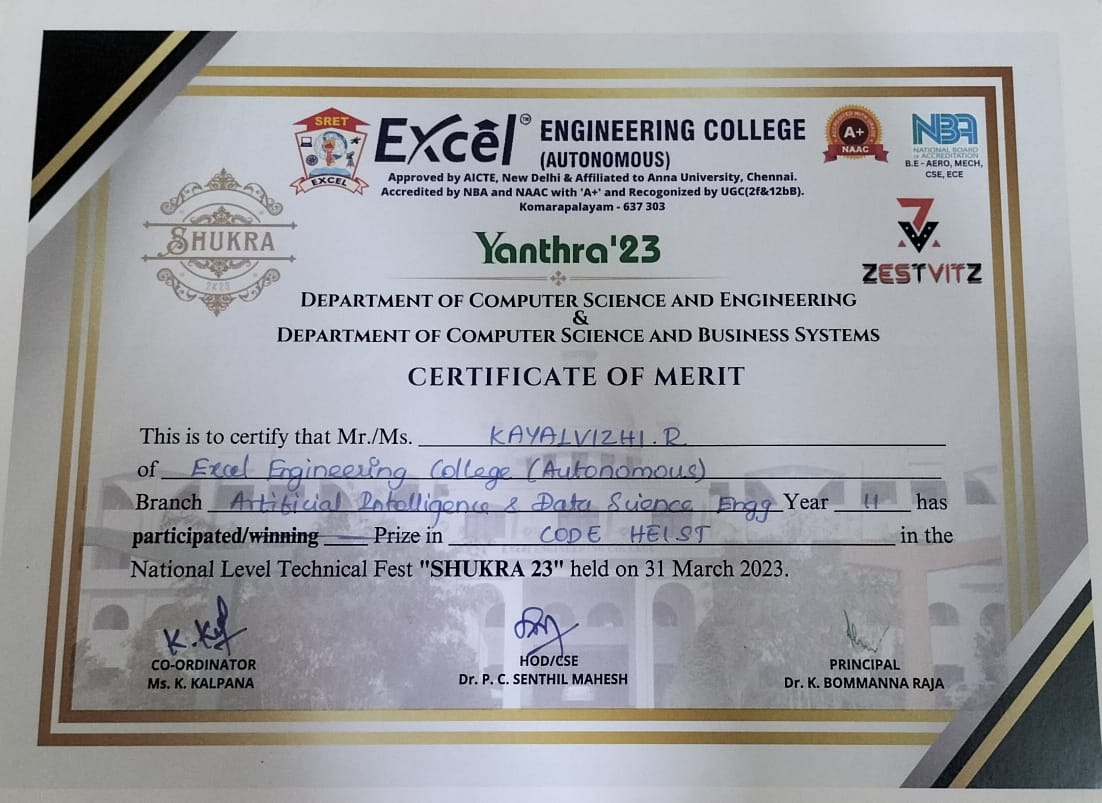 SRET
EXCEL
Excel™ ENGINEERING COLLEGE
(AUTONOMOUS)
Approved by AICTE, New Delhi & Affiliated to Anna University, Chennai.
Accredited by NBA and NAAC with 'A+' and Recogonized by UGC(2f&12bB).
Komarapalayam - 637 303
A+
NAAC
NBA
NATIONAL BOARD
of ACCREDITATION
B.E - AERO, MECH,
CSE, ECE
SHUKRA
2K23
Yanthra'23
ZESTVITZ
DEPARTMENT OF COMPUTER SCIENCE AND ENGINEERING
&
DEPARTMENT OF COMPUTER SCIENCE AND BUSINESS SYSTEMS
CERTIFICATE OF MERIT
This is to certify that Mr./Ms. KAYALVIZHI.R
of Excel Engineering College (Autonomous)
Branch Artificial Intelligence & Data Science Engg Year II has
participated/winning Prize in CODE HEIST in the
National Level Technical Fest "SHUKRA 23" held on 31 March 2023.
CO-ORDINATOR
Ms. K. KALPANA
HOD/CSE
Dr. P. C. SENTHIL MAHESH
PRINCIPAL
Dr. K. BOMMANNA RAJA